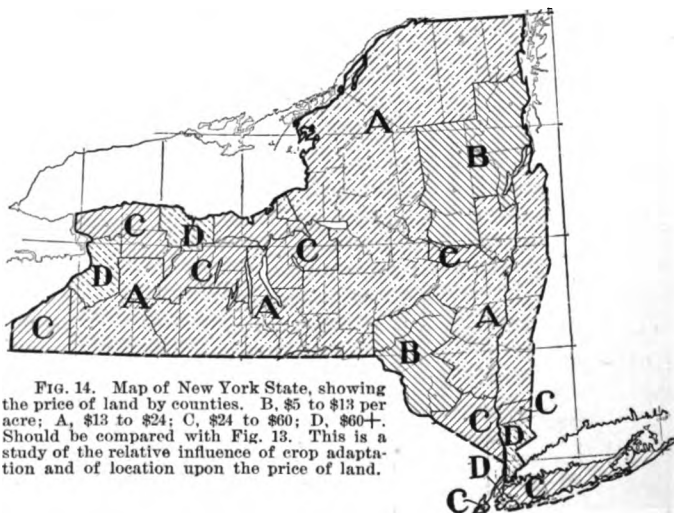 A
B
C
D
C
C
D
C
A
A
A
C
B
C
C
D
D
C
C
FIG. 14. Map of New York State, showing
the price of land by counties. B, $5 to $13 per
acre; A, $13 to $24; C, $24 to $60; D, $60+.
Should be compared with Fig. 13. This is a
study of the relative influence of crop adapta-
tion and of location upon the price of land.